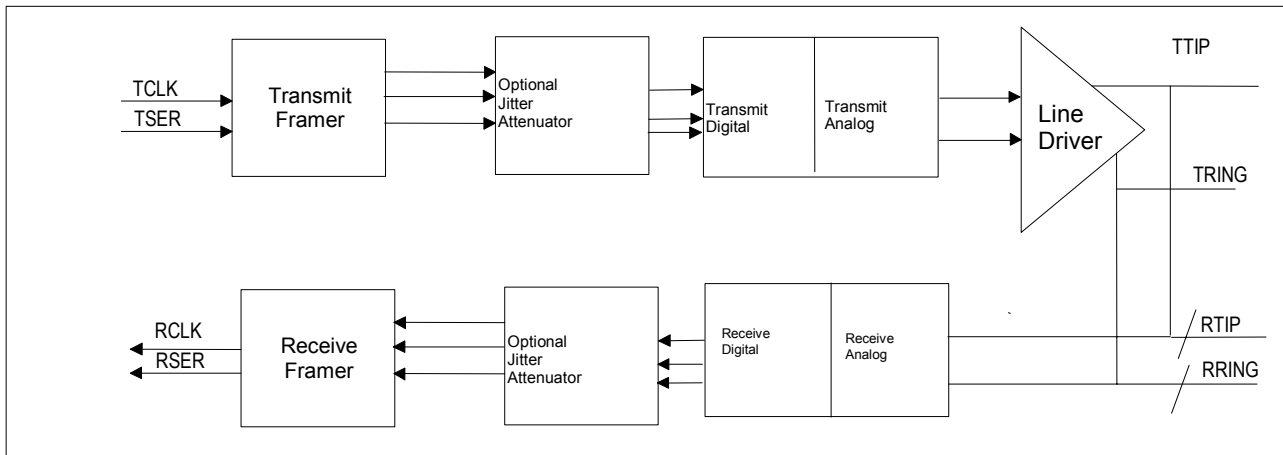 TTIP
TCLK
TSER
Transmit
Framer
Optional
Jitter
Attenuator
Transmit
Digital
Transmit
Analog
Line
Driver
TRING
RCLK
RSER
Receive
Framer
Optional
Jitter
Attenuator
Receive
Digital
Receive
Analog
RTIP
RRING